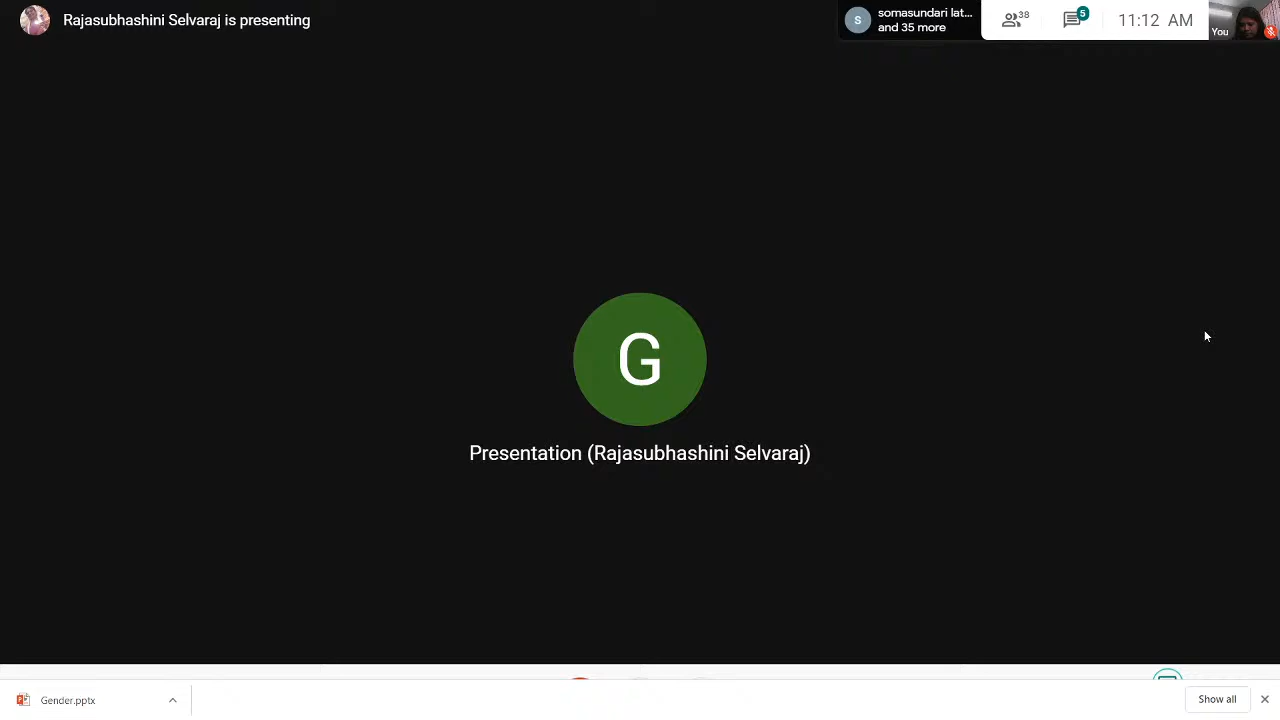 Rajasubhashini Selvaraj is presenting
S
somasundari lat...
and 35 more
38
5
11:12 AM
You
G
Presentation (Rajasubhashini Selvaraj)
Gender.pptx
Show all